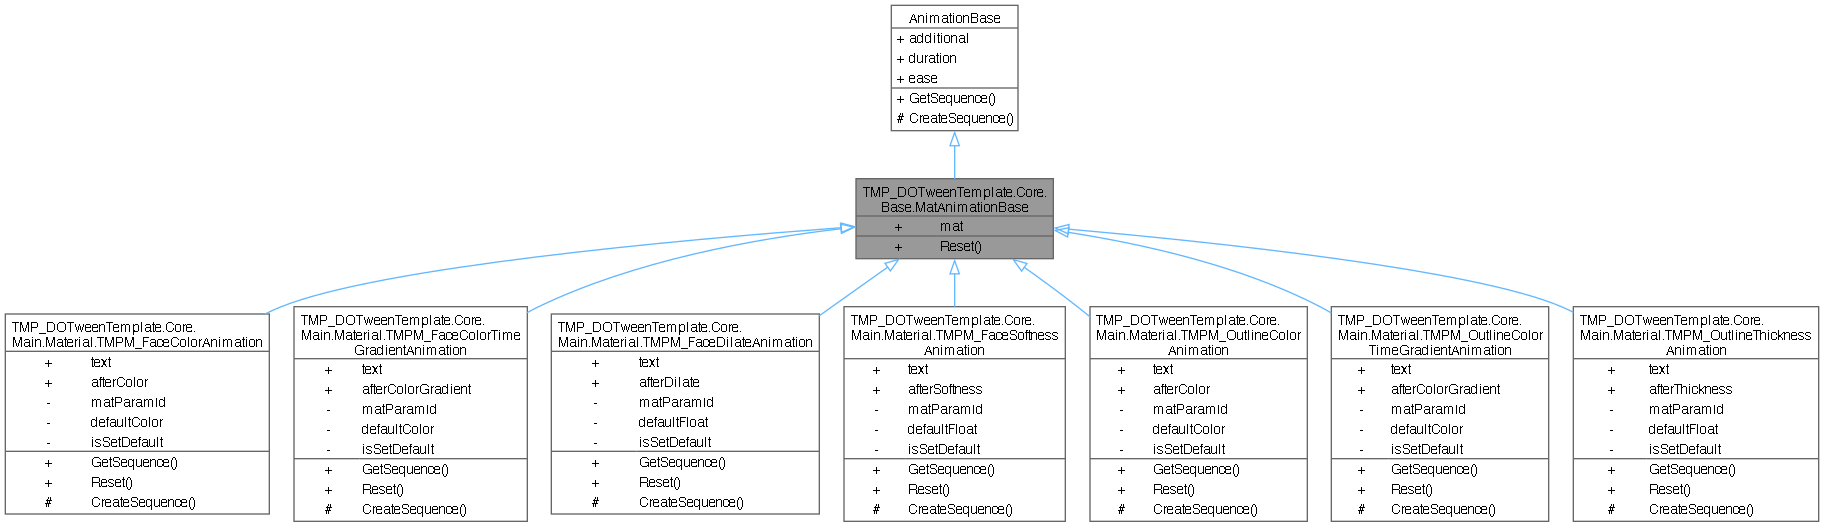 AnimationBase
+ additional
+ duration
+ ease
+ GetSequence()
# CreateSequence()
TMP_DOTweenTemplate.Core.
Base.MatAnimationBase
+ mat
+ Reset()
TMP_DOTweenTemplate.Core.
Main.Material.TMPM_FaceColorAnimation
+ text
+ afterColor
- matParamId
- defaultColor
- isSetDefault
+ GetSequence()
+ Reset()
# CreateSequence()
TMP_DOTweenTemplate.Core.
Main.Material.TMPM_FaceColorTime
GradientAnimation
+ text
+ afterColorGradient
- matParamId
- defaultColor
- isSetDefault
+ GetSequence()
+ Reset()
# CreateSequence()
TMP_DOTweenTemplate.Core.
Main.Material.TMPM_FaceDilateAnimation
+ text
+ afterDilate
- matParamId
- defaultFloat
- isSetDefault
+ GetSequence()
+ Reset()
# CreateSequence()
TMP_DOTweenTemplate.Core.
Main.Material.TMPM_FaceSoftness
Animation
+ text
+ afterSoftness
- matParamId
- defaultFloat
- isSetDefault
+ GetSequence()
+ Reset()
# CreateSequence()
TMP_DOTweenTemplate.Core.
Main.Material.TMPM_OutlineColor
Animation
+ text
+ afterColor
- matParamId
- defaultColor
- isSetDefault
+ GetSequence()
+ Reset()
# CreateSequence()
TMP_DOTweenTemplate.Core.
Main.Material.TMPM_OutlineColor
TimeGradientAnimation
+ text
+ afterColorGradient
- matParamId
- defaultColor
- isSetDefault
+ GetSequence()
+ Reset()
# CreateSequence()
TMP_DOTweenTemplate.Core.
Main.Material.TMPM_OutlineThickness
Animation
+ text
+ afterThickness
- matParamId
- defaultFloat
- isSetDefault
+ GetSequence()
+ Reset()
# CreateSequence()